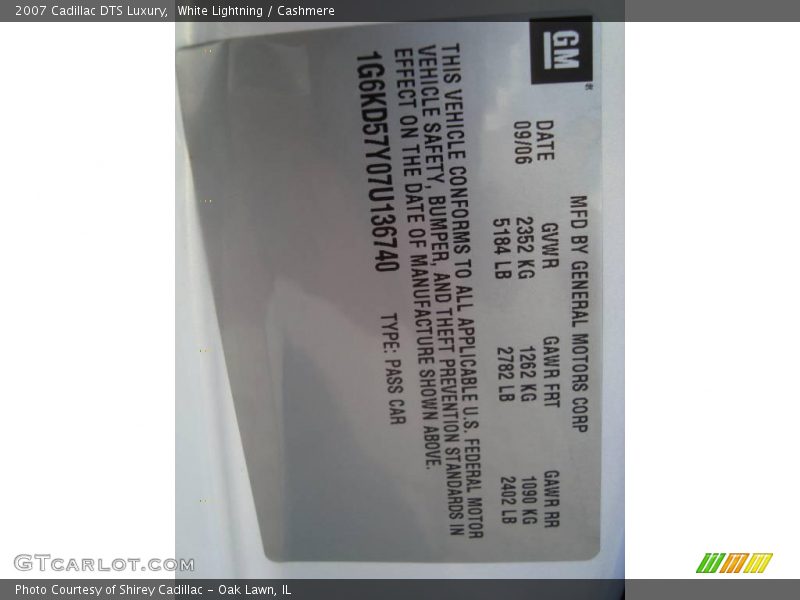 2007 Cadillac DTS Luxury, White Lightning / Cashmere
GM®
MFD BY GENERAL MOTORS CORP
DATE GVWR GAWR FRT GAWR RR
09/06 2352 KG 1262 KG 1090 KG
5184 LB 2782 LB 2402 LB
THIS VEHICLE CONFORMS TO ALL APPLICABLE U.S. FEDERAL MOTOR
VEHICLE SAFETY, BUMPER, AND THEFT PREVENTION STANDARDS IN
EFFECT ON THE DATE OF MANUFACTURE SHOWN ABOVE.
1G6KD57Y07U136740 TYPE: PASS CAR
GTcarlot.com
Photo Courtesy of Shirey Cadillac - Oak Lawn, IL